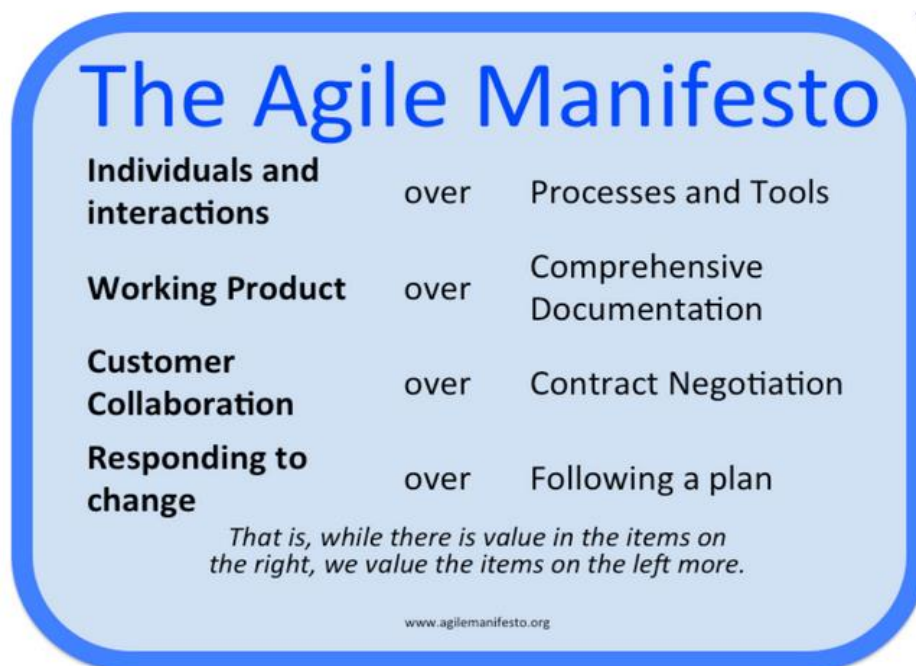 The Agile Manifesto
Individuals and interactions over Processes and Tools
Working Product over Comprehensive Documentation
Customer Collaboration over Contract Negotiation
Responding to change over Following a plan
That is, while there is value in the items on
the right, we value the items on the left more.
www.agilemanifesto.org